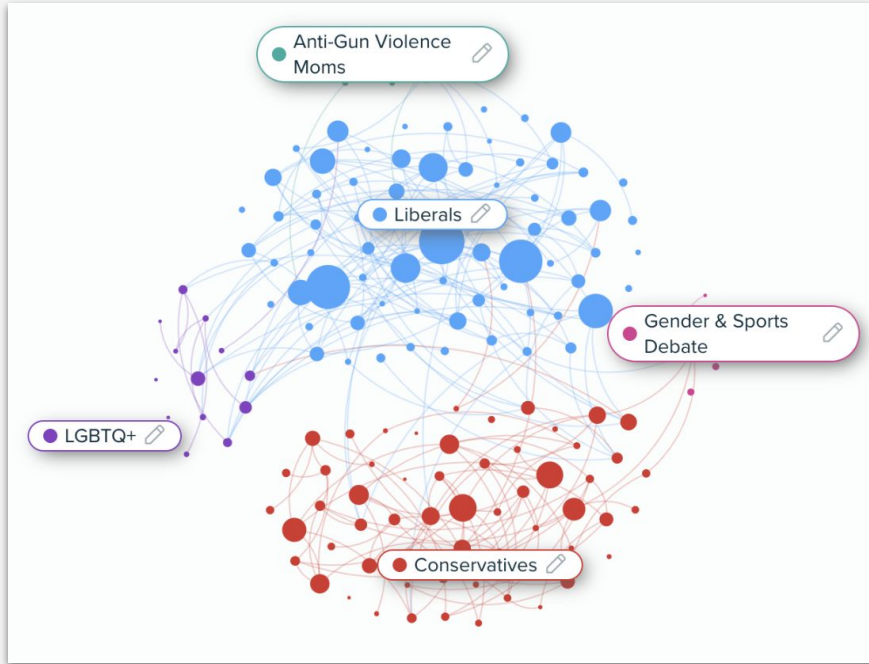 Anti-Gun Violence
Moms
Liberals
Gender & Sports
Debate
LGBTQ+
Conservatives